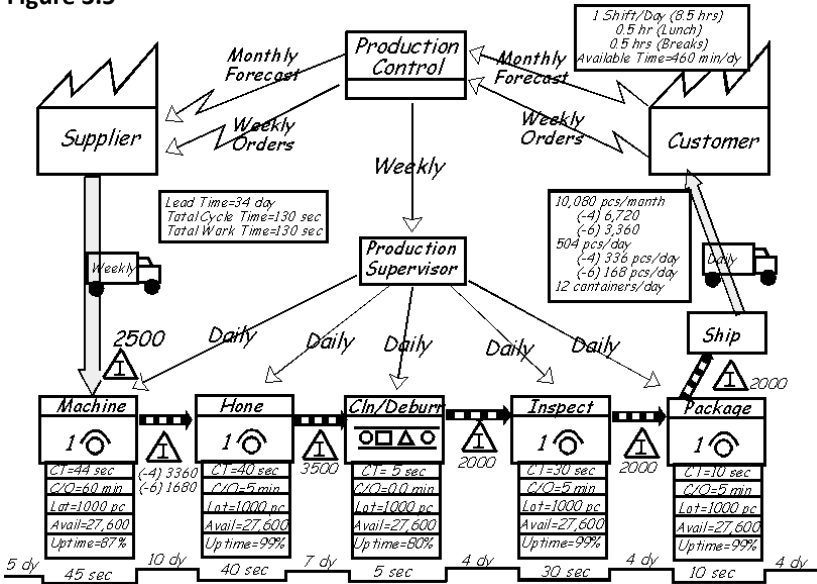 Figure 3.3
1 Shift/Day (8.5 hrs)
0.5 hr (Lunch)
0.5 hrs (Breaks)
Available Time=460 min/dy
Production
Control
Monthly
Forecast
Monthly
Forecast
Supplier
Customer
Weekly
Orders
Weekly
Orders
Weekly
Lead Time=34 day
Tatal Cycle Time=130 sec
Total Work Time=130 sec
10,080 pcs/month
(-4) 6,720
(-6) 3,360
504 pcs/day
(-4) 336 pcs/day
(-6) 168 pcs/day
12 containers/day
Production
Supervisor
Weekly
Daily
Daily
Daily
Daily
Daily
Daily
Ship
2500
I
I
2000
Machine
Hone
Cln/Deburr
Inspect
Package
1
1
1
1
I
I
I
I
(-4) 3360
(-6) 1680
3500
2000
2000
CT=44 sec
C/O=60 min
Lot=1000 pc
Avail=27,600
Uptime=87%
CT=40 sec
C/O=5 min
Lot=1000 pc
Avail=27,600
Uptime=99%
CT= 5 sec
C/O=0.0 min
Lot=1000 pc
Avail=27,600
Uptime=80%
CT=30 sec
C/O=5 min
Lot=1000 pc
Avail=27,600
Uptime=99%
CT=10 sec
C/O=5 min
Lot=1000 pc
Avail=27,600
Uptime=99%
5 dy
45 sec
10 dy
40 sec
7 dy
5 sec
4 dy
30 sec
4 dy
10 sec
4 dy